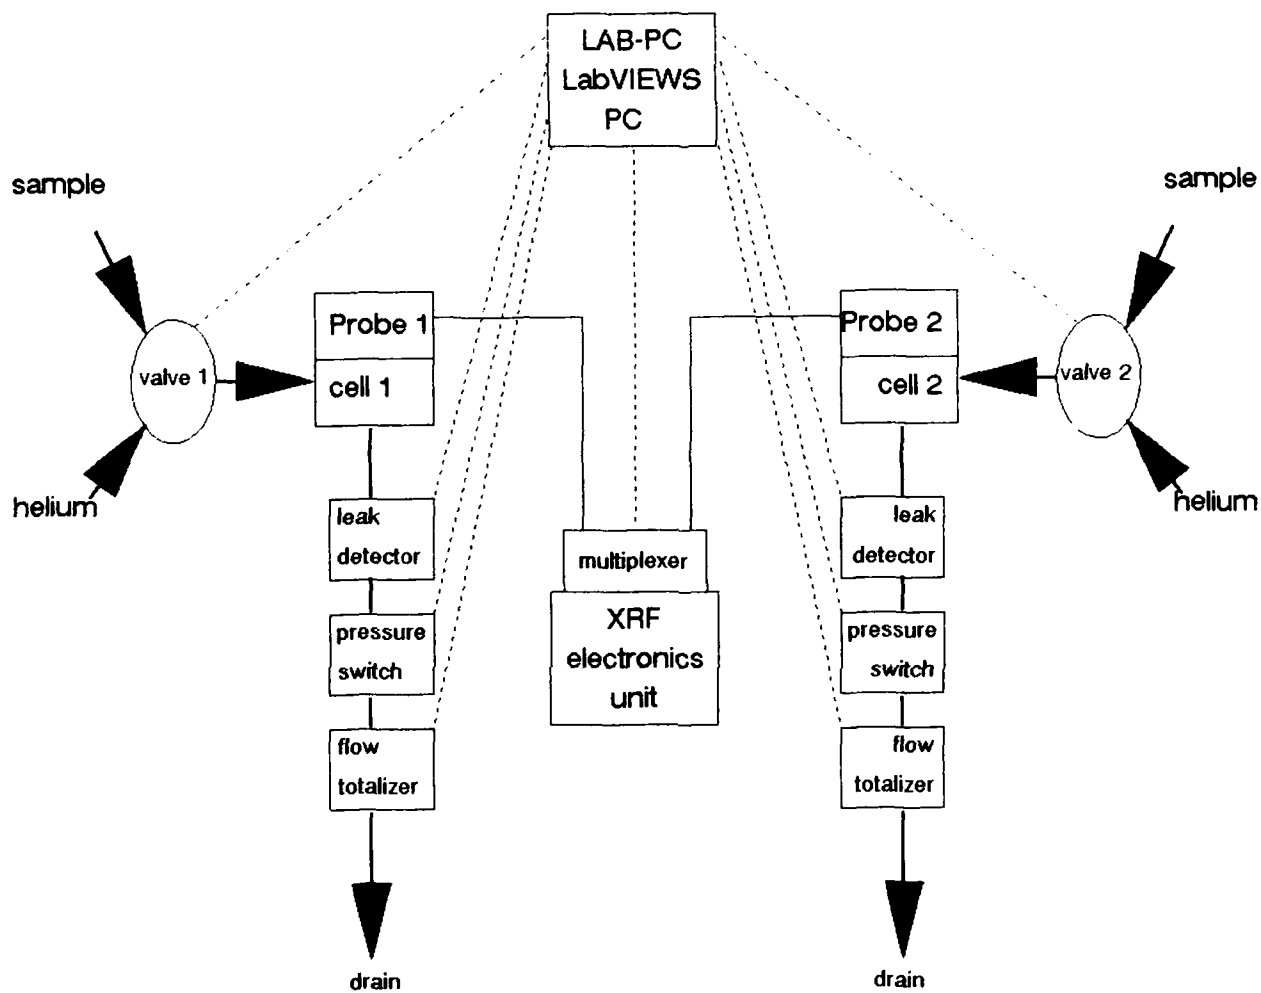 LAB-PC
LabVIEWS
PC
sample
sample
Probe 1
Probe 2
valve 1
cell 1
cell 2
valve 2
helium
helium
leak
detector
leak
detector
multiplexer
XRF
electronics
unit
pressure
switch
pressure
switch
flow
totalizer
flow
totalizer
drain
drain